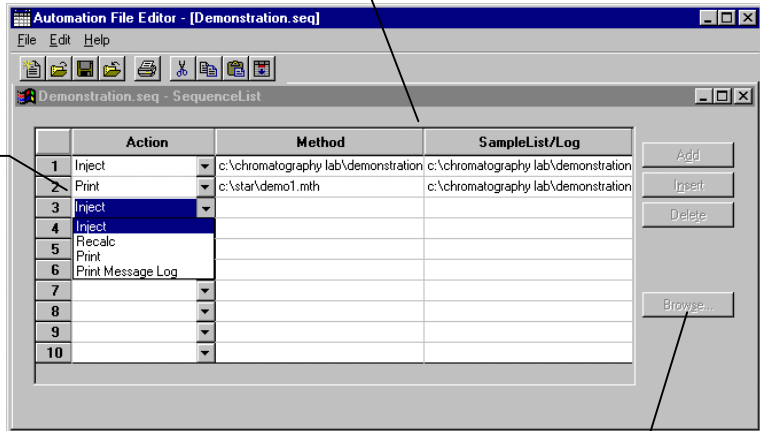 Automation File Editor - [Demonstration.seq]
File Edit Help
Demonstration.seq - SequenceList
Action Method SampleList/Log
1 Inject c:\chromatography lab\demonstration c:\chromatography lab\demonstration
2 Print c:\star\demo1.mth c:\chromatography lab\demonstration
3 Inject
4 Inject
5 Recalc
Print
6 Print Message Log
7
8
9
10
Add
Insert
Delete
Browse...